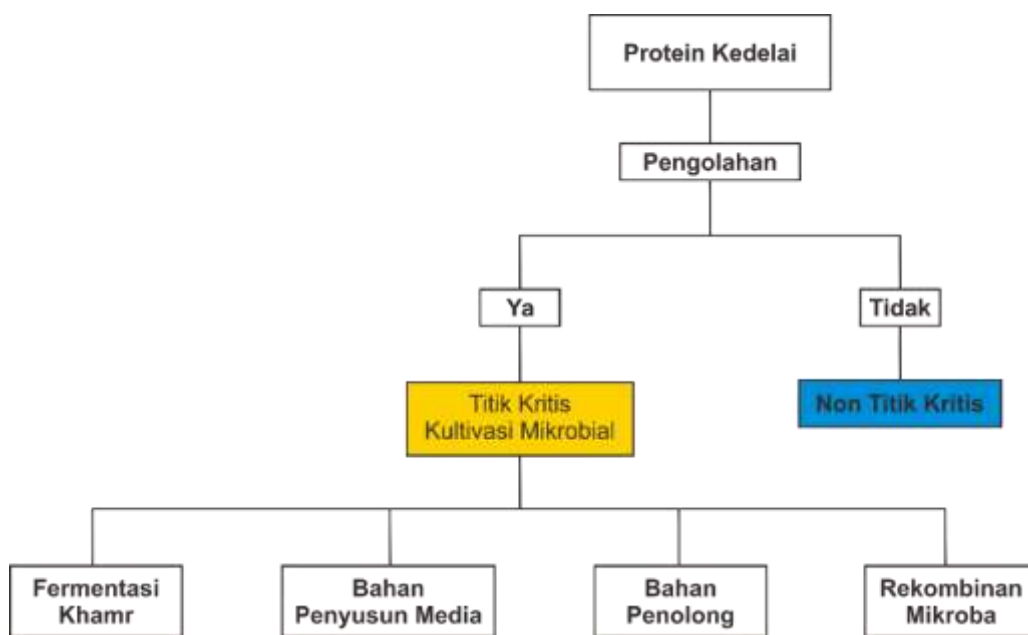 Protein Kedelai
Pengolahan
Ya
Tidak
Titik Kritis
Kultivasi Mikrobial
Non Titik Kritis
Fermentasi
Khamr
Bahan
Penyusun Media
Bahan
Penolong
Rekombinan
Mikroba